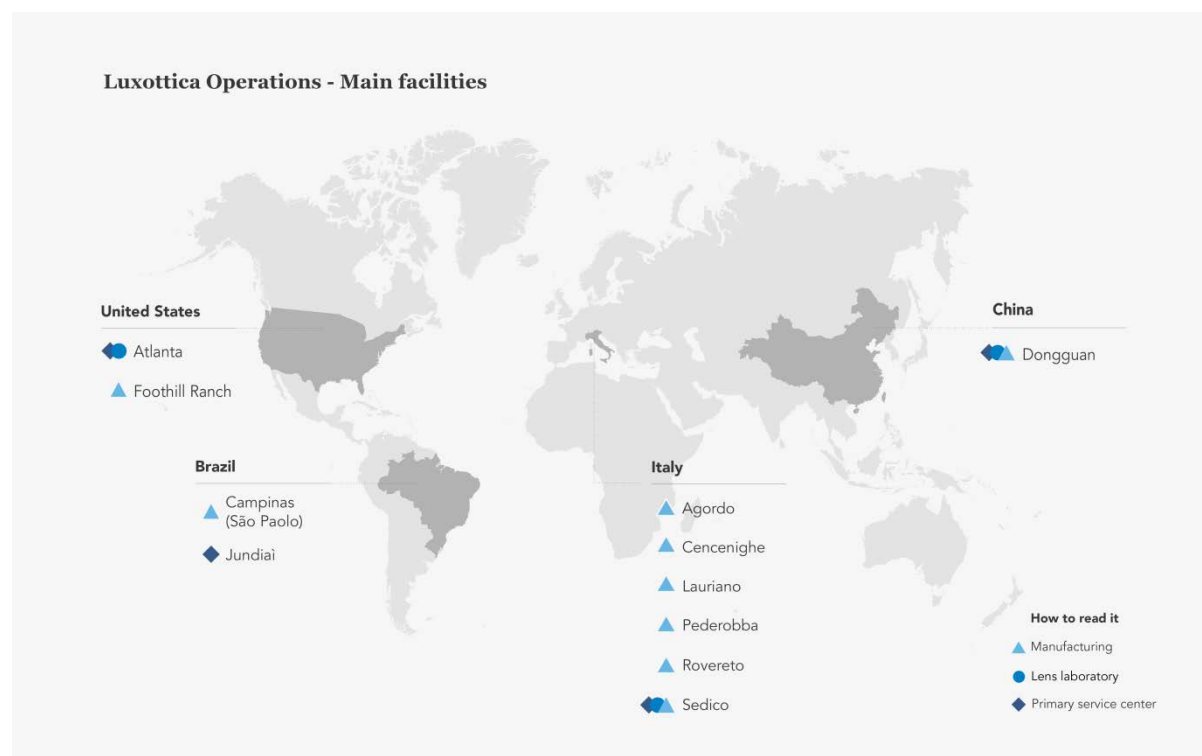 Luxottica Operations - Main facilities
United States
Atlanta
Foothill Ranch
Brazil
Campinas
(São Paolo)
Jundiaì
Italy
Agordo
Cencenighe
Lauriano
Pederobba
Rovereto
Sedico
China
Dongguan
How to read it
Manufacturing
Lens laboratory
Primary service center